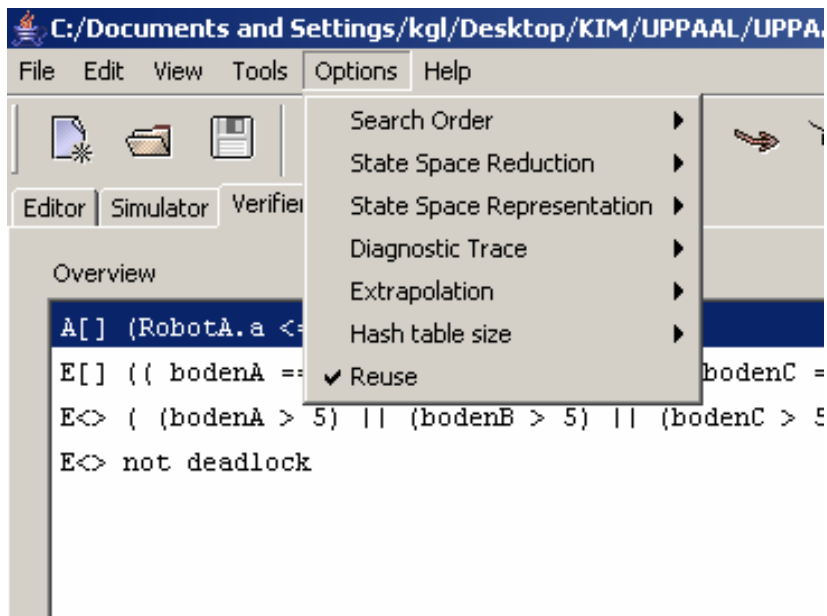 C:/Documents and Settings/kgl/Desktop/KIM/UPPAAL/UPPA
File Edit View Tools Options Help
Search Order
State Space Reduction
State Space Representation
Diagnostic Trace
Extrapolation
Hash table size
Reuse
Editor Simulator Verifier
Overview
A[] (RobotA.a <=
E[] (( bodenA == bodenC =
E<> ( (bodenA > 5) || (bodenB > 5) || (bodenC > 5
E<> not deadlock